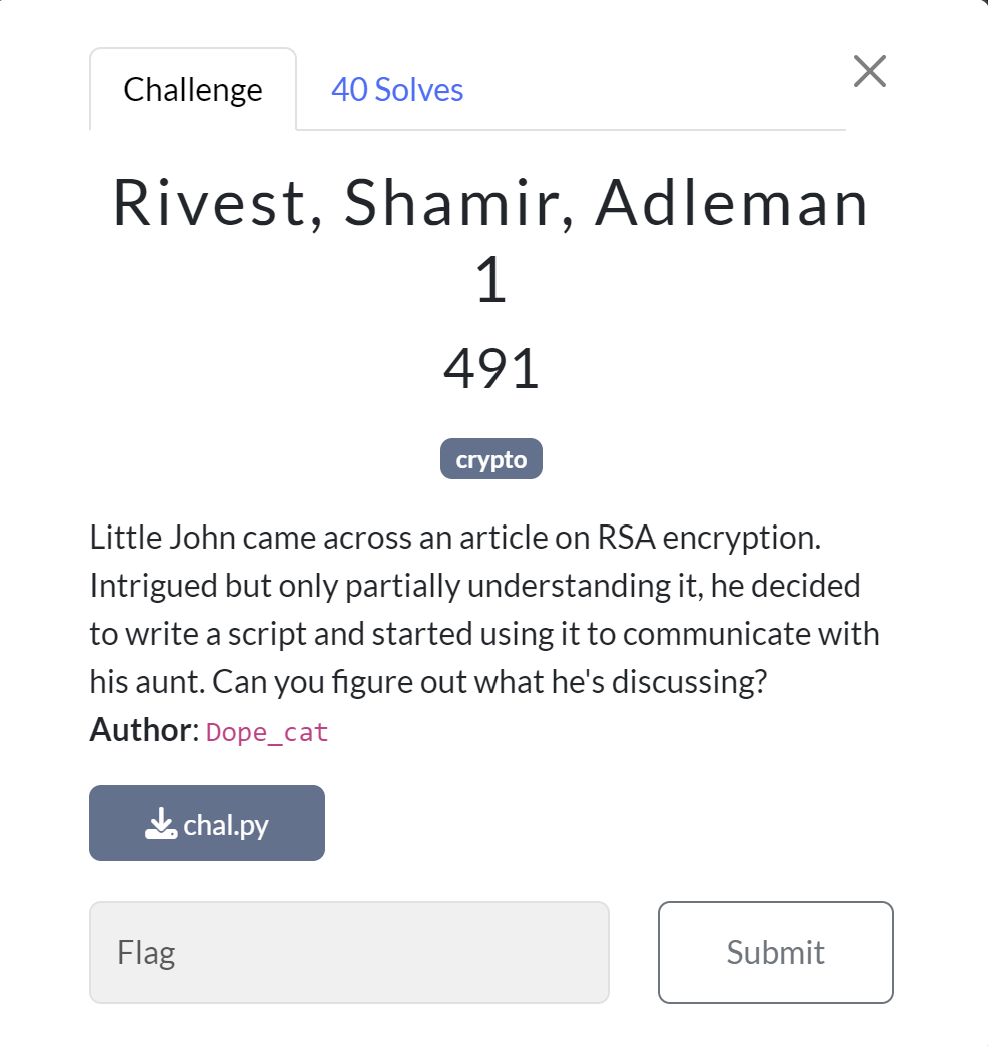 Challenge
40 Solves
Rivest, Shamir, Adleman
1
491
crypto
Little John came across an article on RSA encryption.
Intrigued but only partially understanding it, he decided
to write a script and started using it to communicate with
his aunt. Can you figure out what he's discussing?
Author: Dope_cat
chal.py
Flag
Submit